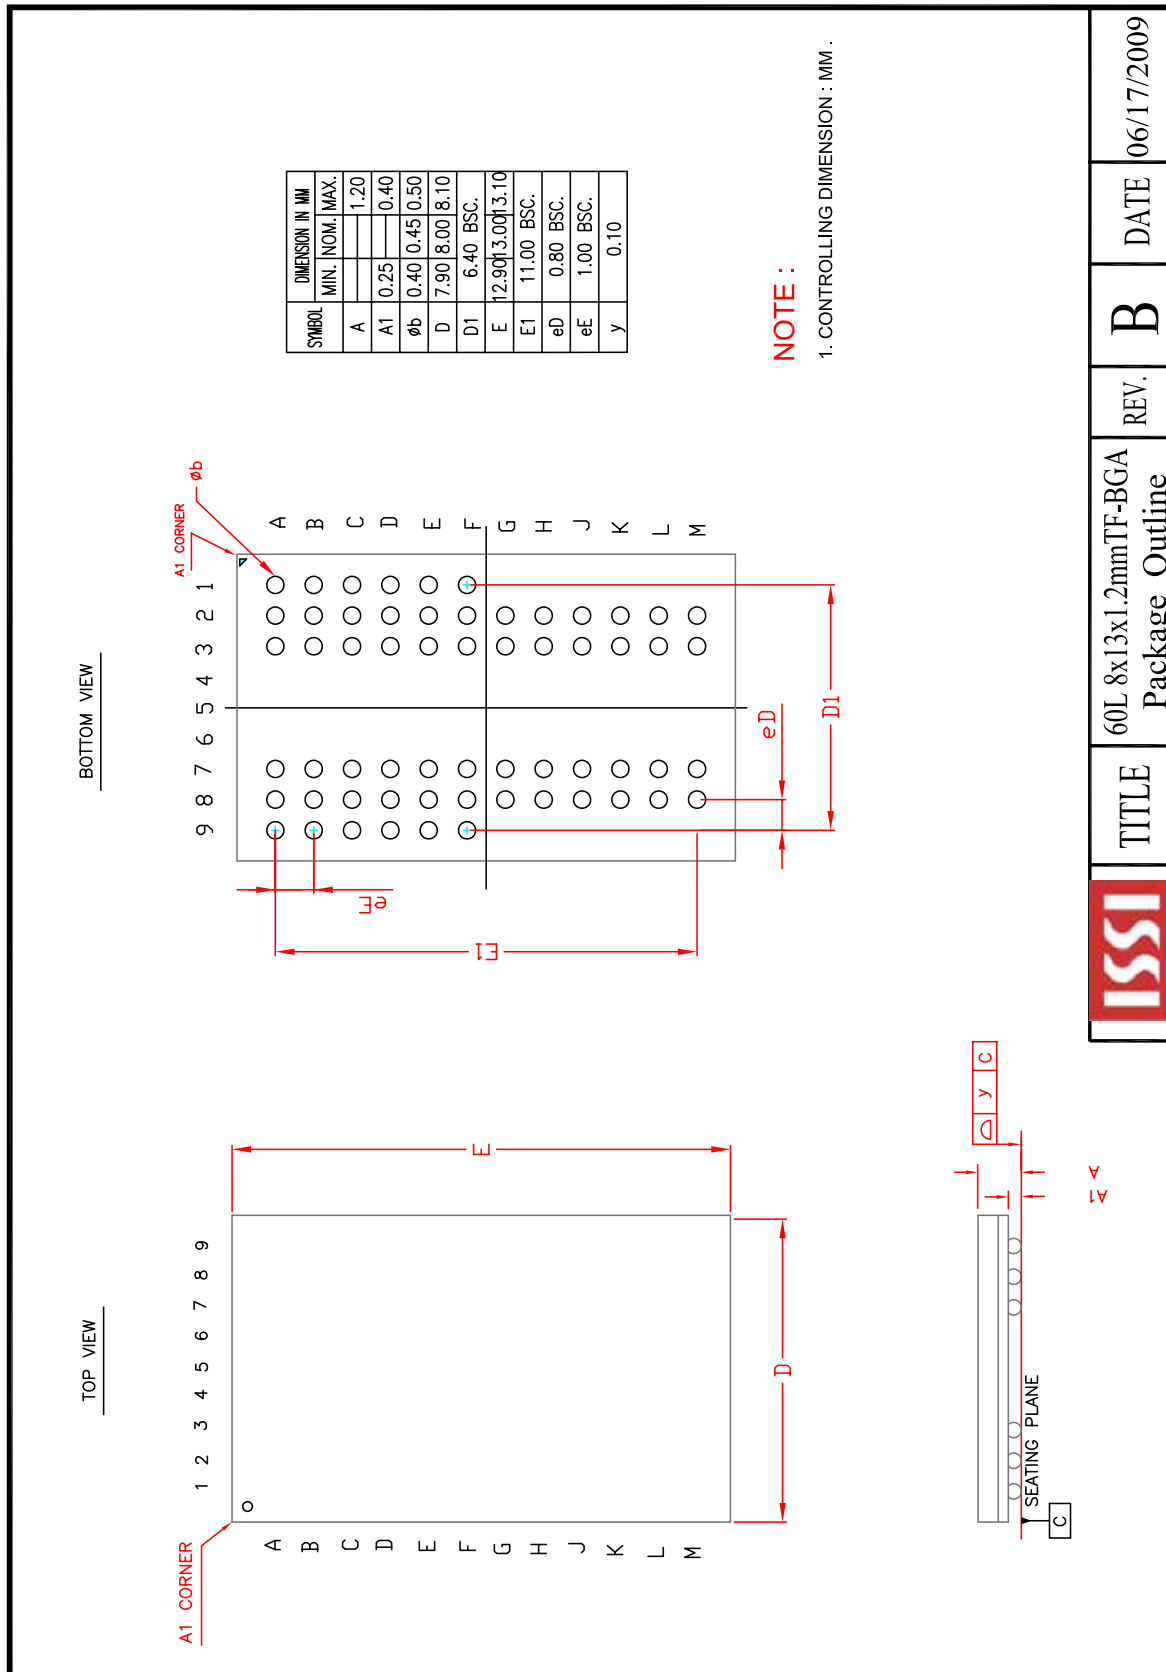 TOP VIEW
A1 CORNER
1 2 3 4 5 6 7 8 9
A
B
C
D
E
F
G
H
J
K
L
M
E
D
BOTTOM VIEW
A1 CORNER
øb
9 8 7 6 5 4 3 2 1
A
B
C
D
E
F
G
H
J
K
L
M
eE
E1
eD
D1
SYMBOL DIMENSION IN MM
MIN. NOM. MAX.
A 1.20
A1 0.25 0.40
øb 0.40 0.45 0.50
D 7.90 8.00 8.10
D1 6.40 BSC.
E 12.90 13.00 13.10
E1 11.00 BSC.
eD 0.80 BSC.
eE 1.00 BSC.
y 0.10
NOTE :
1. CONTROLLING DIMENSION : MM .
y C
A
A1
SEATING PLANE
C
ISSI
TITLE
60L 8x13x1.2mmTF-BGA
Package Outline
REV.
B
DATE
06/17/2009